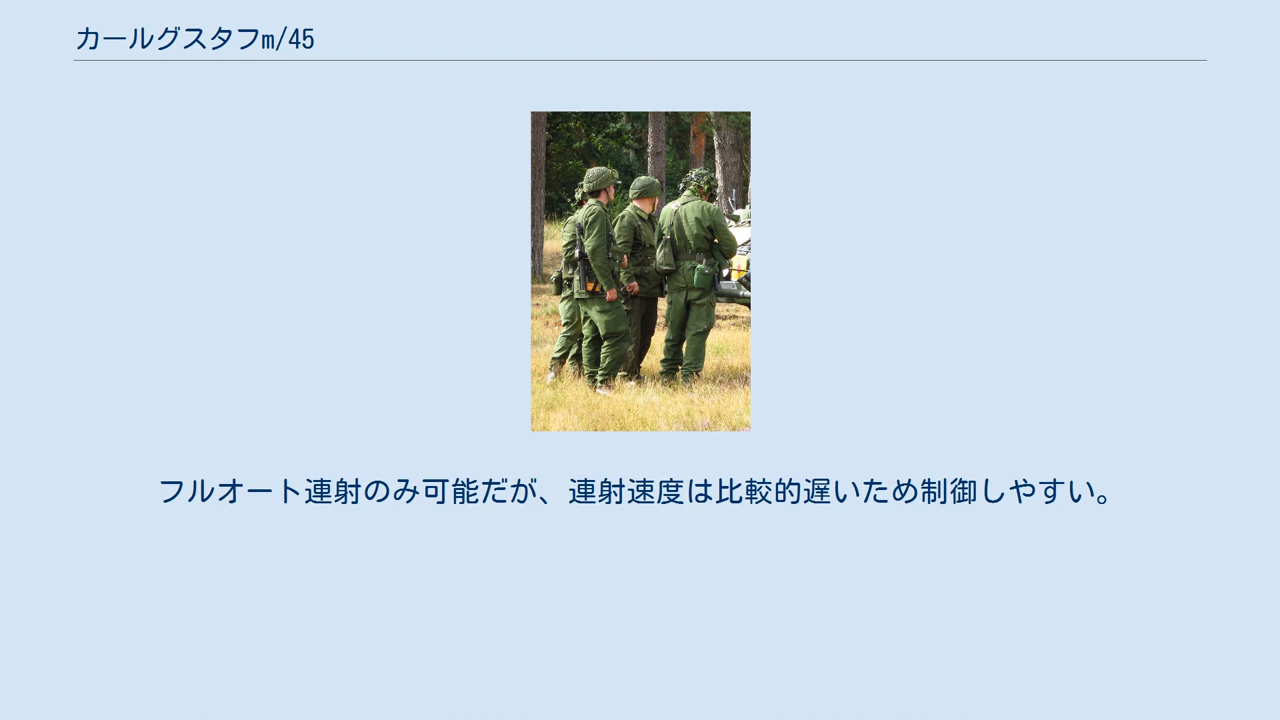 カールグスタフm/45
フルオート連射のみ可能だが、連射速度は比較的遅いため制御しやすい。